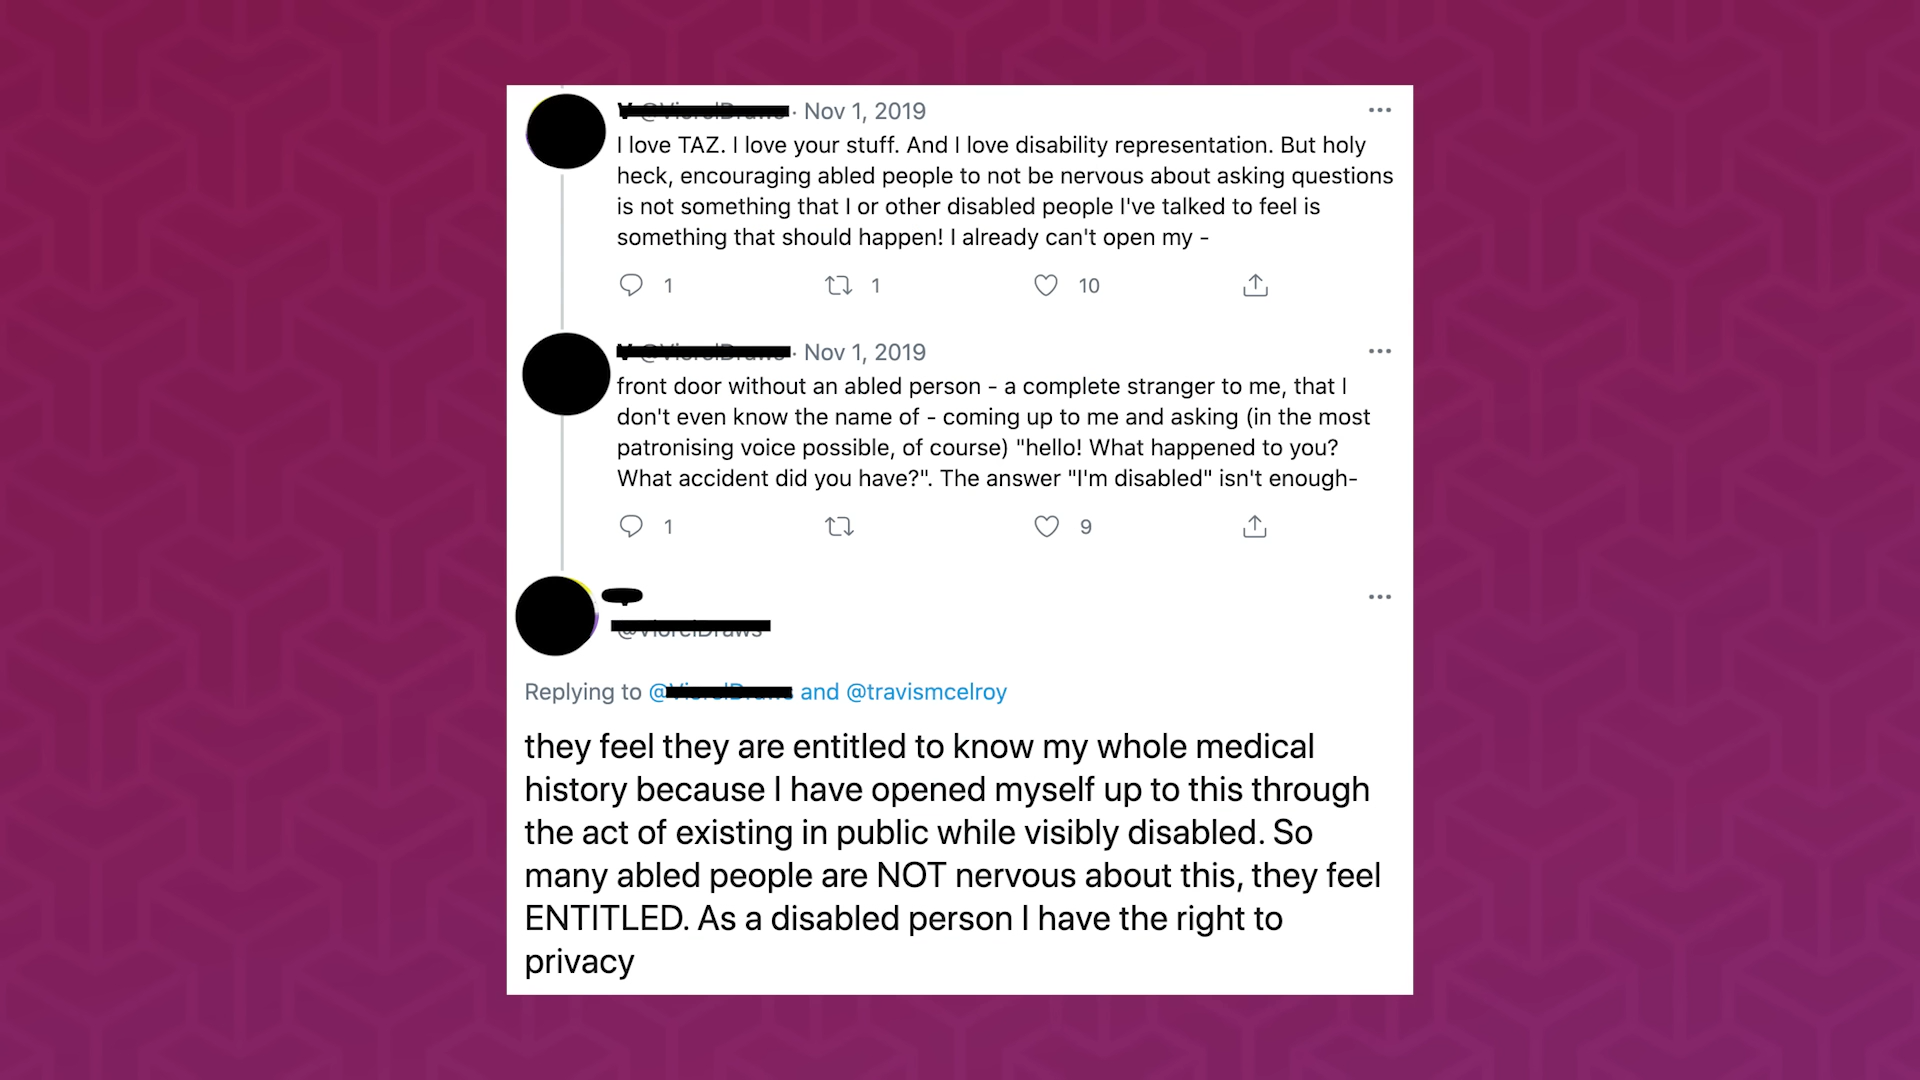 · Nov 1, 2019
I love TAZ. I love your stuff. And I love disability representation. But holy
heck, encouraging abled people to not be nervous about asking questions
is not something that I or other disabled people I've talked to feel is
something that should happen! I already can't open my -
1 1 10
· Nov 1, 2019
front door without an abled person - a complete stranger to me, that I
don't even know the name of - coming up to me and asking (in the most
patronising voice possible, of course) "hello! What happened to you?
What accident did you have?". The answer "I'm disabled" isn't enough-
1 9
Replying to @ and @travismcelroy
they feel they are entitled to know my whole medical
history because I have opened myself up to this through
the act of existing in public while visibly disabled. So
many abled people are NOT nervous about this, they feel
ENTITLED. As a disabled person I have the right to
privacy